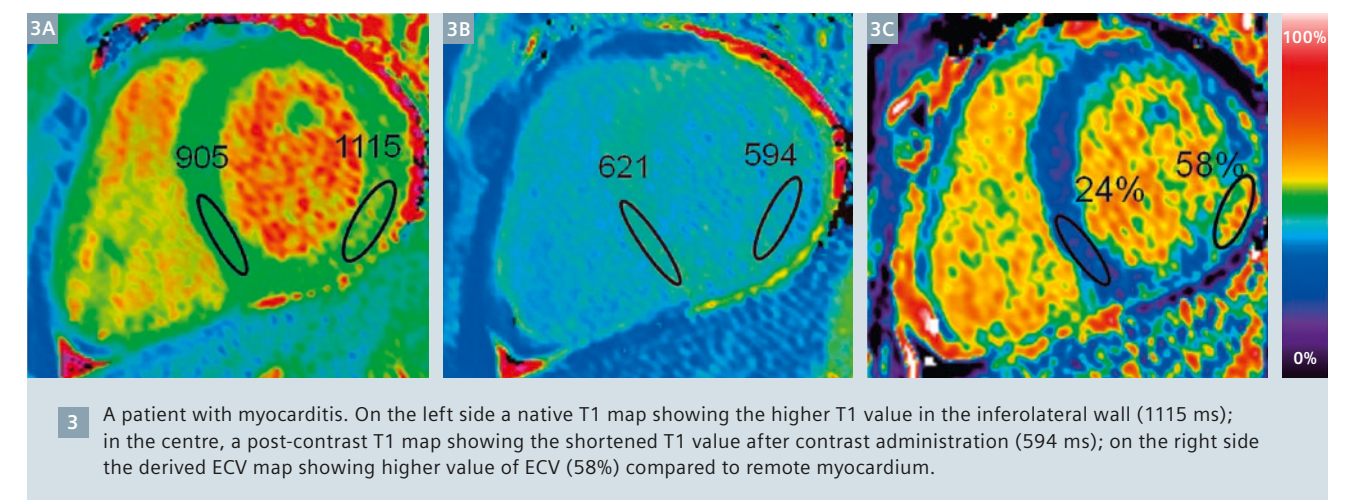 3A
3B
3C
100%
905
1115
621
594
24%
58%
0%
3
A patient with myocarditis. On the left side a native T1 map showing the higher T1 value in the inferolateral wall (1115 ms);
in the centre, a post-contrast T1 map showing the shortened T1 value after contrast administration (594 ms); on the right side
the derived ECV map showing higher value of ECV (58%) compared to remote myocardium.